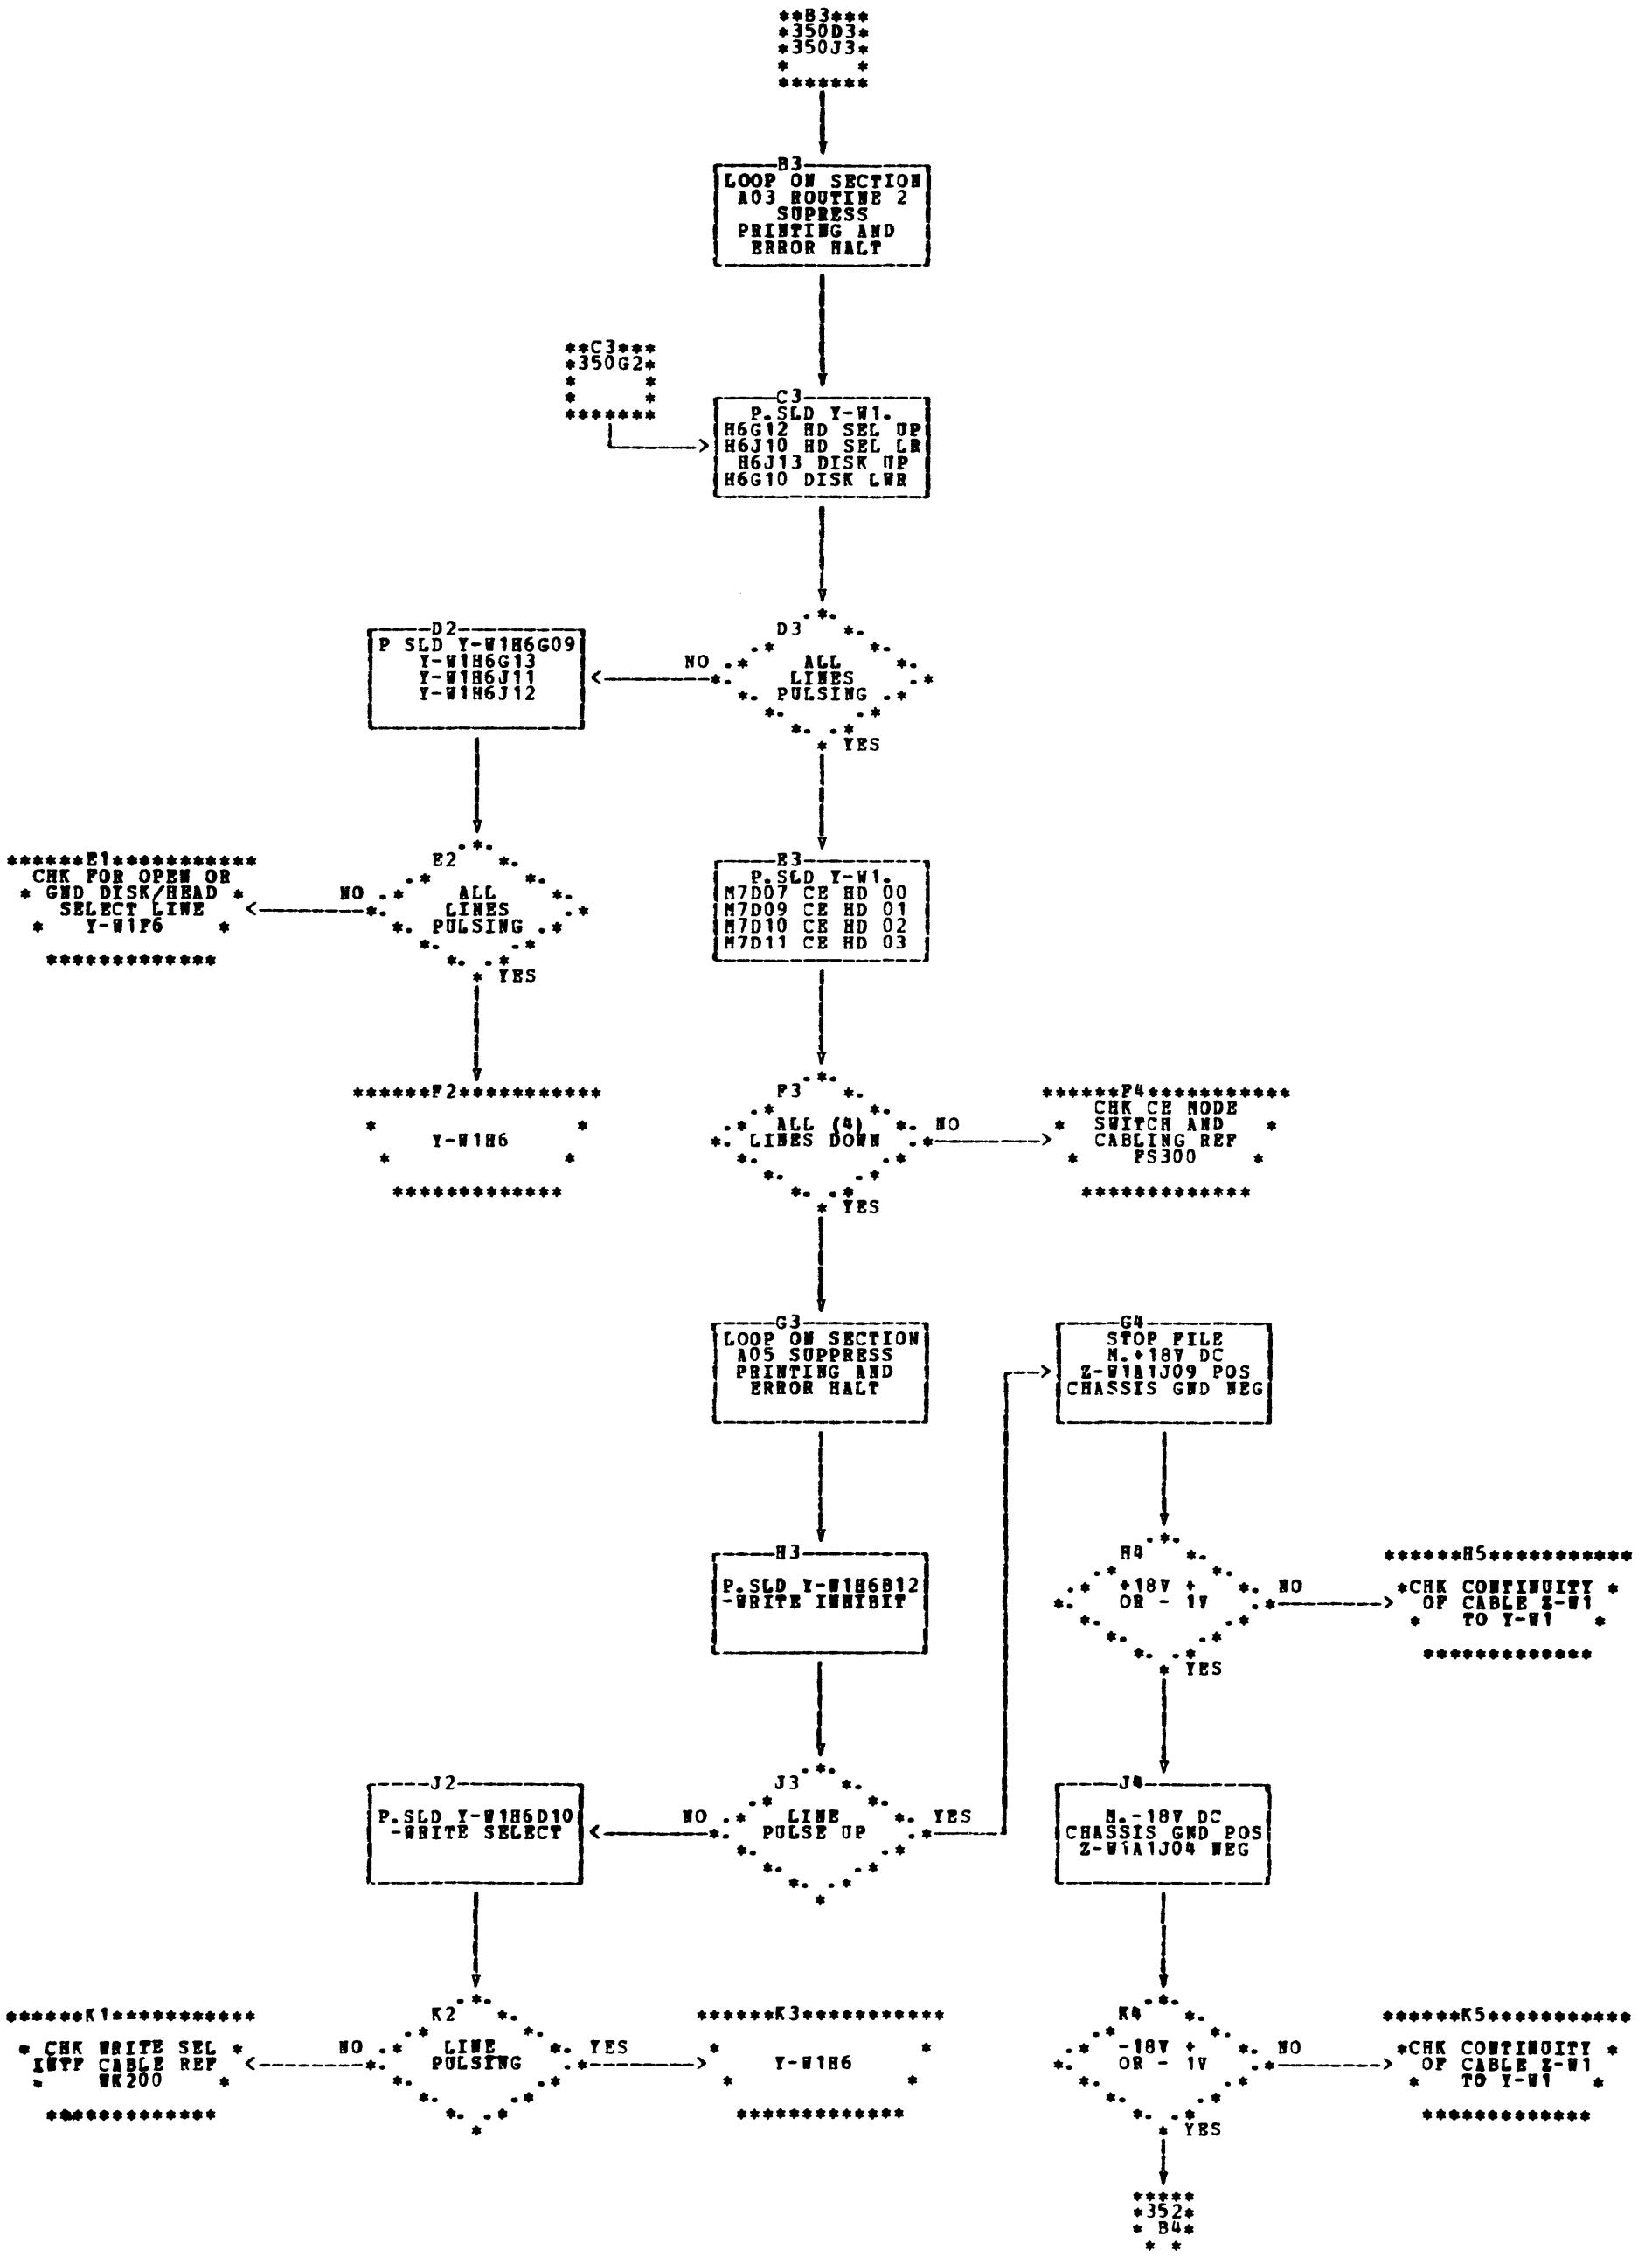 **B3***
*350D3*
*350J3*
* *
*******
B3
LOOP ON SECTION
A03 ROUTINE 2
SUPRESS
PRINTING AND
ERROR HALT
**C3***
*350G2*
* *
* *
*******
C3
P.SLD Y-W1.
H6G12 HD SEL UP
H6J10 HD SEL LR
H6J13 DISK UP
H6G10 DISK LWR
D2
P SLD Y-W1H6G09
Y-W1H6G13
Y-W1H6J11
Y-W1H6J12
D3
NO
ALL
LINES
PULSING
YES
******E1***********
CHK FOR OPEN OR
* GND DISK/HEAD *
SELECT LINE
* Y-W1F6 *
*************
E2
NO
ALL
LINES
PULSING
YES
E3
P.SLD Y-W1.
M7D07 CE HD 00
M7D09 CE HD 01
M7D10 CE HD 02
M7D11 CE HD 03
******F2***********
* *
Y-W1H6
* *
*************
F3
ALL (4)
LINES DOWN
NO
YES
******F4***********
CHK CE MODE
* SWITCH AND *
CABLING REF
* FS300 *
*************
G3
LOOP ON SECTION
A05 SUPPRESS
PRINTING AND
ERROR HALT
G4
STOP FILE
M.+18V DC
Z-W1A1J09 POS
CHASSIS GND NEG
H3
P.SLD Y-W1H6B12
-WRITE INHIBIT
H4
+18V +
OR - 1V
NO
YES
******H5***********
*CHK CONTINUITY *
OF CABLE Z-W1
* TO Y-W1 *
*************
J2
P.SLD Y-W1H6D10
-WRITE SELECT
J3
NO
LINE
PULSE UP
YES
J4
M.-18V DC
CHASSIS GND POS
Z-W1A1J04 NEG
******K1***********
* CHK WRITE SEL *
INTF CABLE REF
* WK200 *
*************
K2
NO
LINE
PULSING
YES
******K3***********
* *
Y-W1H6
* *
*************
K4
-18V +
OR - 1V
NO
YES
******K5***********
*CHK CONTINUITY *
OF CABLE Z-W1
* TO Y-W1 *
*************
*****
*352*
* B4*
* *